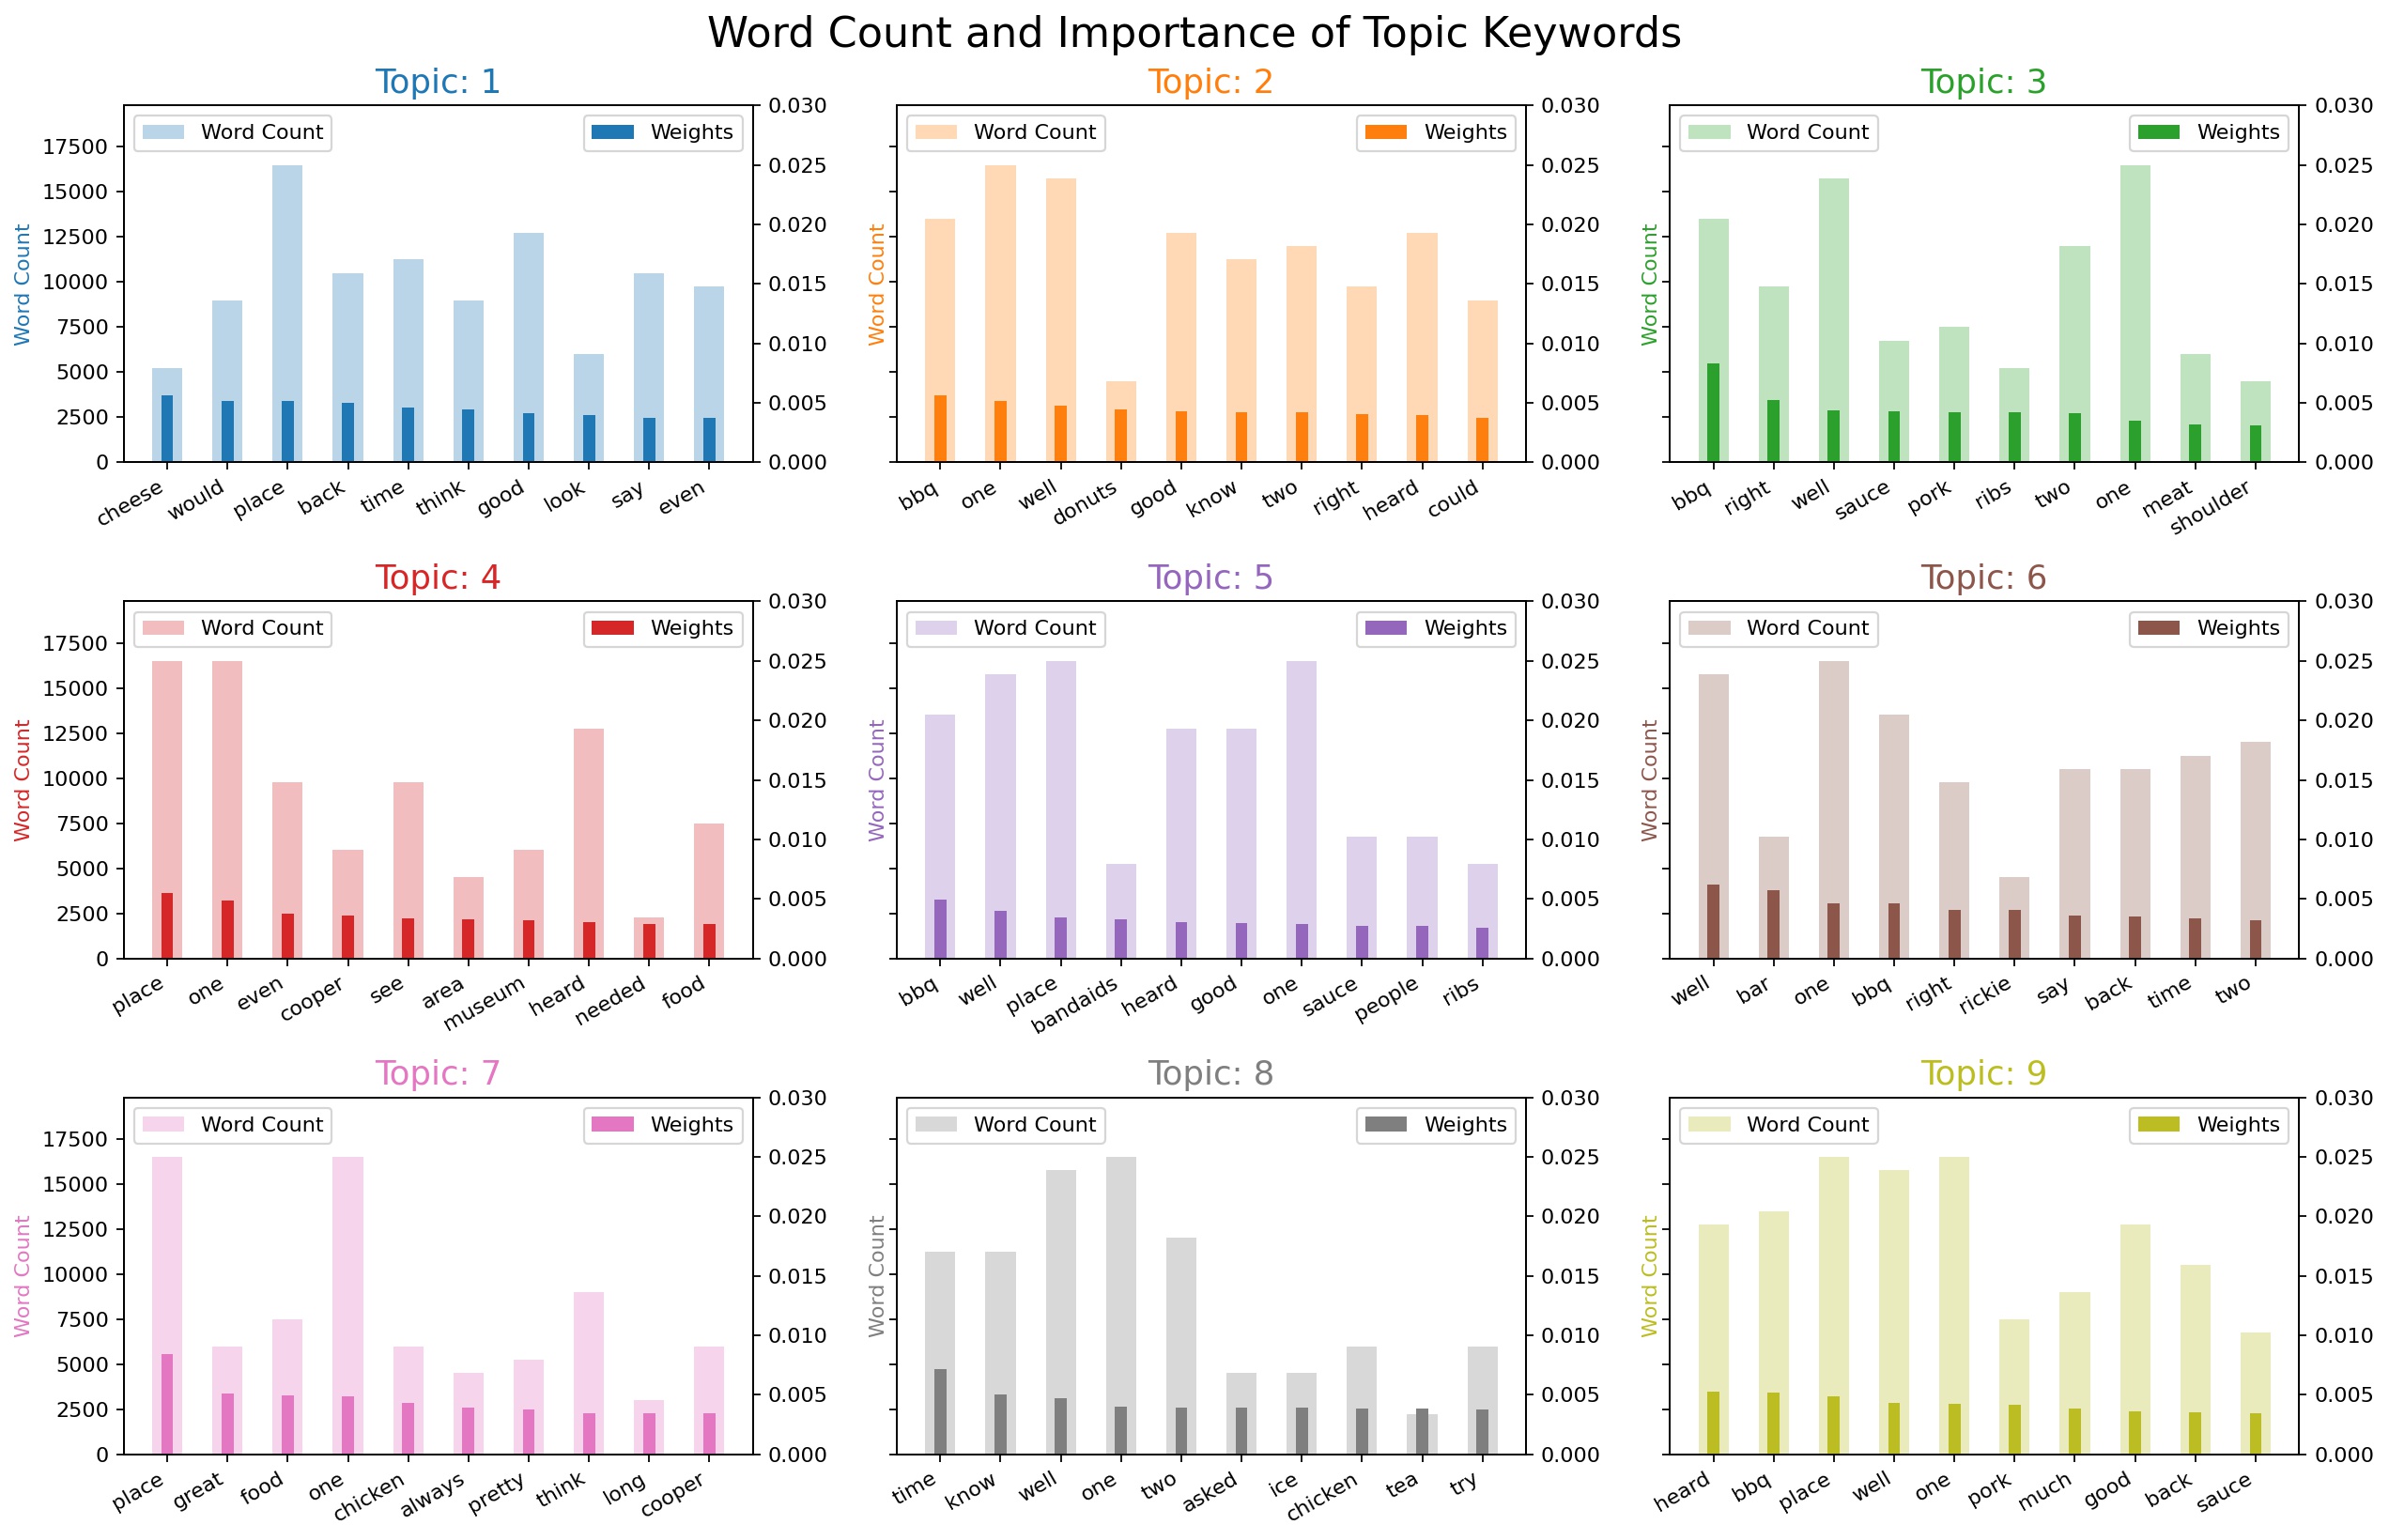 Word Count and Importance of Topic Keywords
Topic: 1
Word Count
Weights
Word Count
17500
15000
12500
10000
7500
5000
2500
0
0.030
0.025
0.020
0.015
0.010
0.005
0.000
cheese would place back time think good look say even
Topic: 2
Word Count
Weights
Word Count
0.030
0.025
0.020
0.015
0.010
0.005
0.000
bbq one well donuts good know two right heard could
Topic: 3
Word Count
Weights
Word Count
0.030
0.025
0.020
0.015
0.010
0.005
0.000
bbq right well sauce pork ribs two one meat shoulder
Topic: 4
Word Count
Weights
Word Count
17500
15000
12500
10000
7500
5000
2500
0
0.030
0.025
0.020
0.015
0.010
0.005
0.000
place one even cooper see area museum heard needed food
Topic: 5
Word Count
Weights
Word Count
0.030
0.025
0.020
0.015
0.010
0.005
0.000
bbq well place bandaids heard good one sauce people ribs
Topic: 6
Word Count
Weights
Word Count
0.030
0.025
0.020
0.015
0.010
0.005
0.000
well bar one bbq right rickie say back time two
Topic: 7
Word Count
Weights
Word Count
17500
15000
12500
10000
7500
5000
2500
0
0.030
0.025
0.020
0.015
0.010
0.005
0.000
place great food one chicken always pretty think long cooper
Topic: 8
Word Count
Weights
Word Count
0.030
0.025
0.020
0.015
0.010
0.005
0.000
time know well one two asked ice chicken tea try
Topic: 9
Word Count
Weights
Word Count
0.030
0.025
0.020
0.015
0.010
0.005
0.000
heard bbq place well one pork much good back sauce